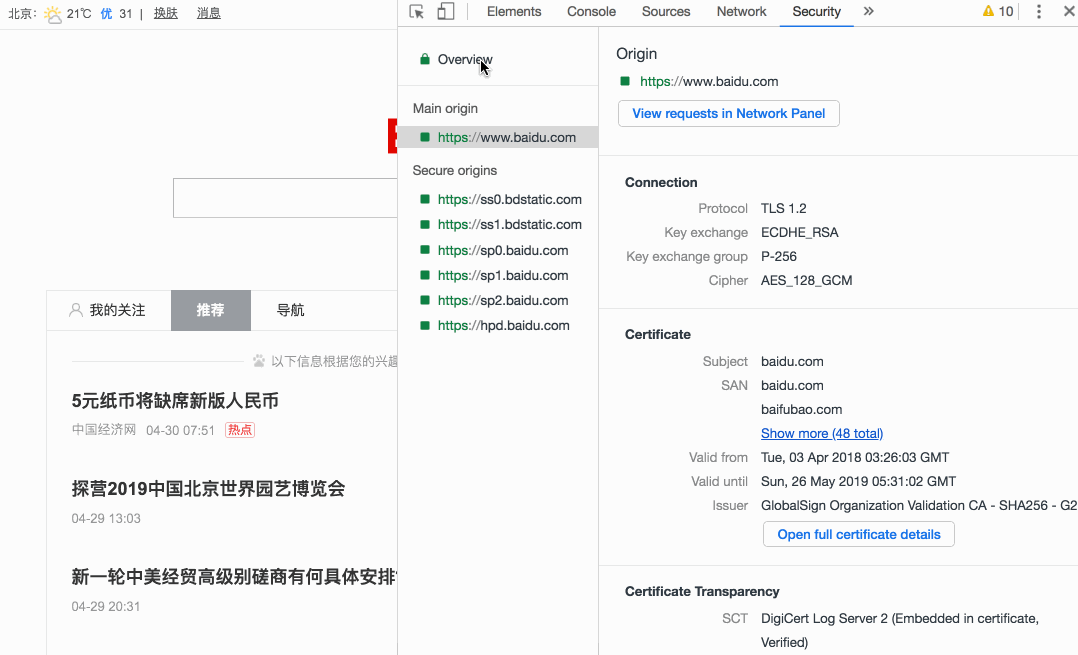 北京: 21℃ 优 31 | 换肤 消息
我的关注 推荐 导航
以下信息根据您的兴趣
5元纸币将缺席新版人民币
中国经济网 04-30 07:51 热点
探营2019中国北京世界园艺博览会
04-29 13:03
新一轮中美经贸高级别磋商有何具体安排
04-29 20:31
Elements Console Sources Network Security » 10
Overview
Main origin
https://www.baidu.com
Secure origins
https://ss0.bdstatic.com
https://ss1.bdstatic.com
https://sp0.baidu.com
https://sp1.baidu.com
https://sp2.baidu.com
https://hpd.baidu.com
Origin
https://www.baidu.com
View requests in Network Panel
Connection
Protocol TLS 1.2
Key exchange ECDHE_RSA
Key exchange group P-256
Cipher AES_128_GCM
Certificate
Subject baidu.com
SAN baidu.com
baifubao.com
Show more (48 total)
Valid from Tue, 03 Apr 2018 03:26:03 GMT
Valid until Sun, 26 May 2019 05:31:02 GMT
Issuer GlobalSign Organization Validation CA - SHA256 - G2
Open full certificate details
Certificate Transparency
SCT DigiCert Log Server 2 (Embedded in certificate,
Verified)